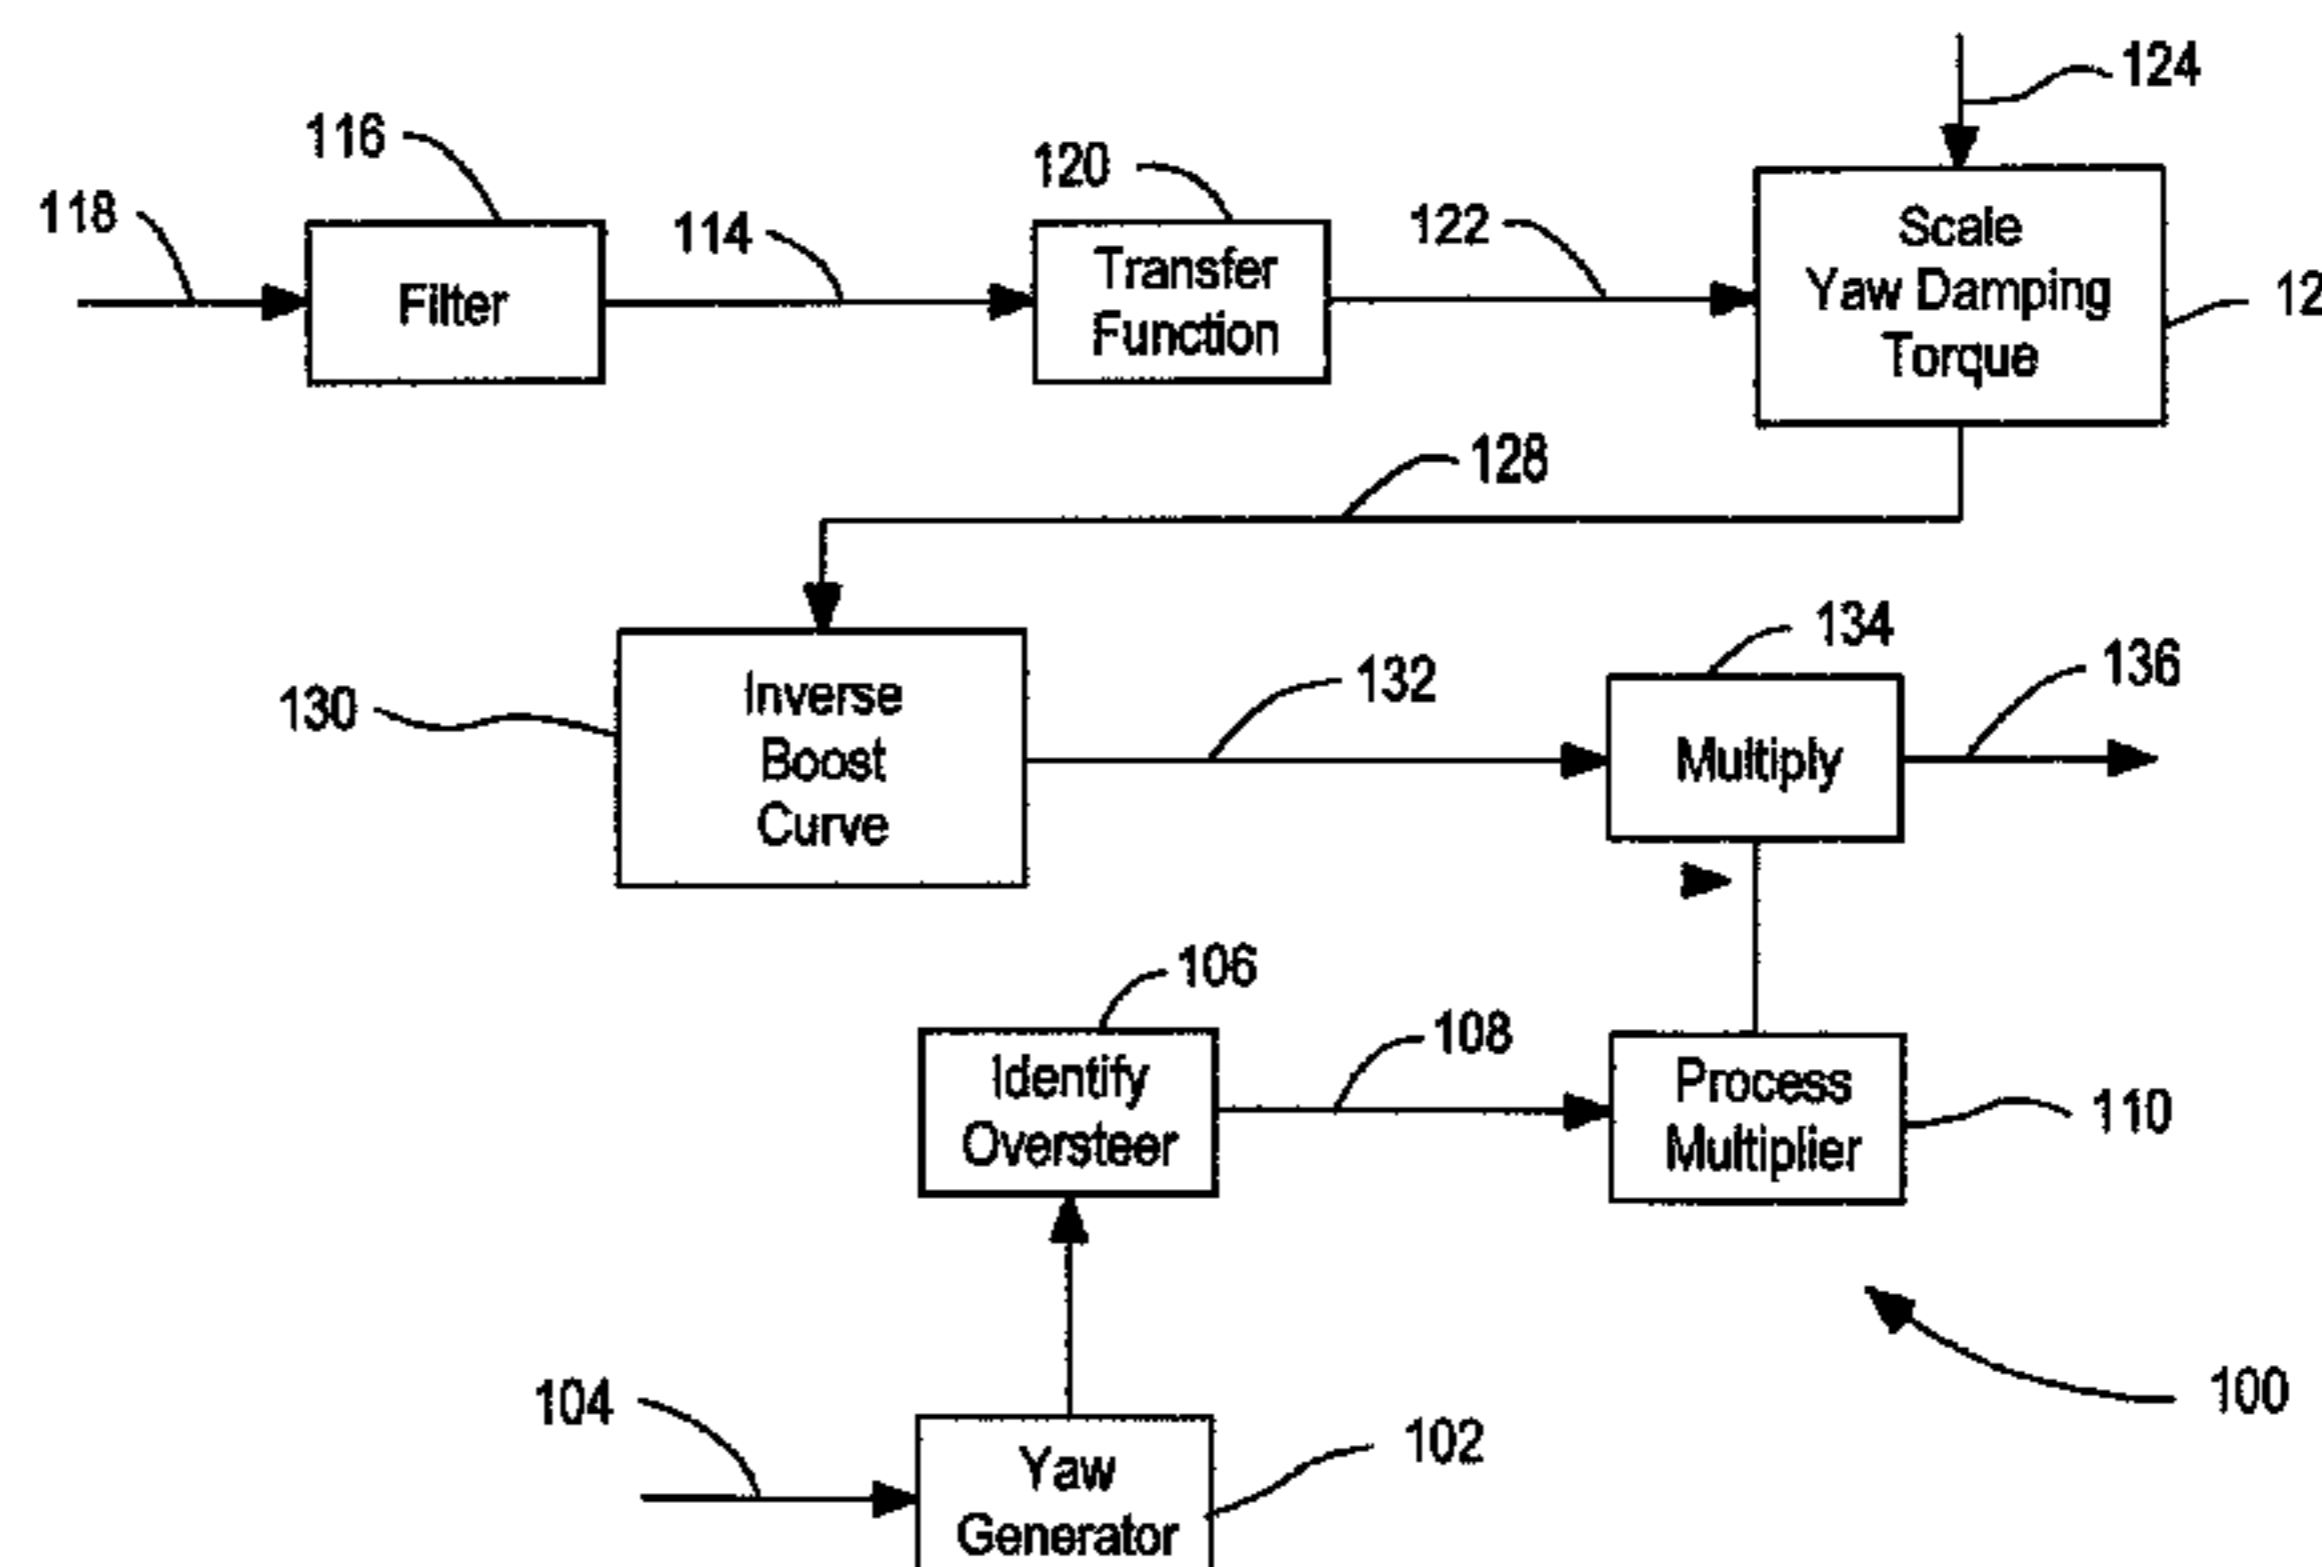 124
116
120
118
114
122
Filter
Transfer
Function
Scale
Yaw Damping
Torque
12
128
134
136
132
130
Inverse
Boost
Curve
Multiply
106
108
Identify
Oversteer
Process
Multiplier
110
104
102
100
Yaw
Generator